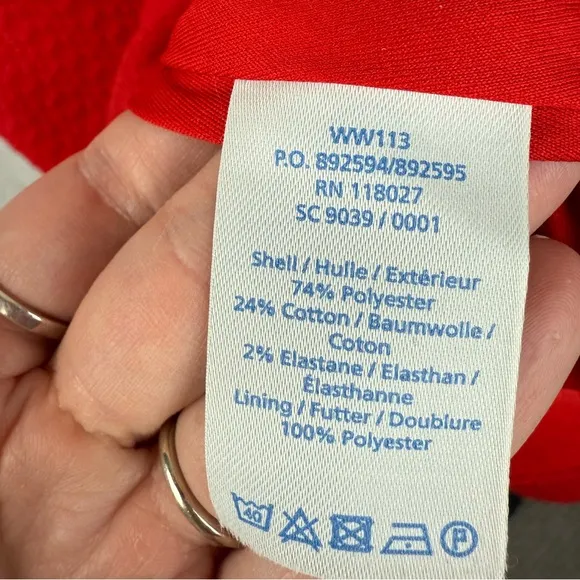 WW113
P.O. 892594/892595
RN 118027
SC 9039 / 0001
Shell / Hulle / Extérieur
74% Polyester
24% Cotton / Baumwolle /
Coton
2% Elastane / Elasthan /
Élasthanne
Lining / Futter / Doublure
100% Polyester
40 P